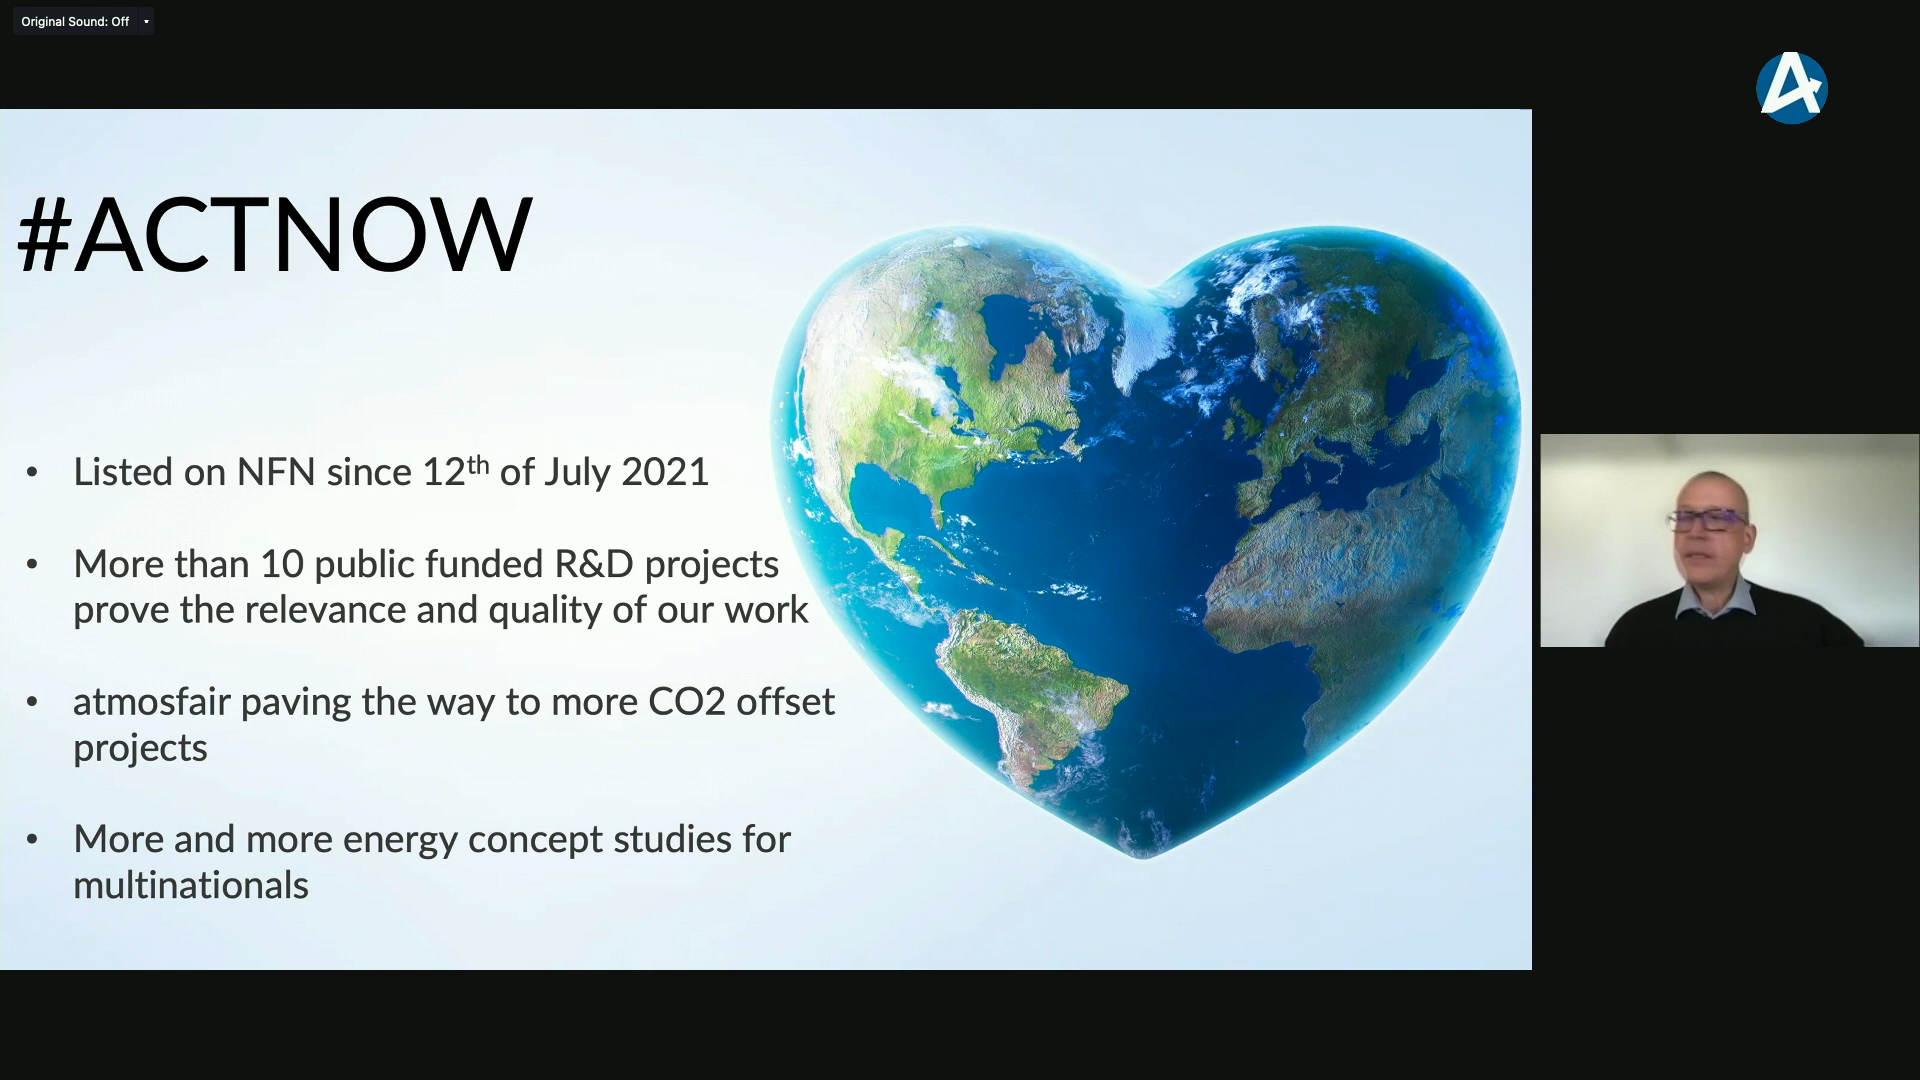 Original Sound: Off
#ACTNOW
• Listed on NFN since 12th of July 2021
• More than 10 public funded R&D projects
prove the relevance and quality of our work
• atmosfair paving the way to more CO2 offset
projects
• More and more energy concept studies for
multinationals